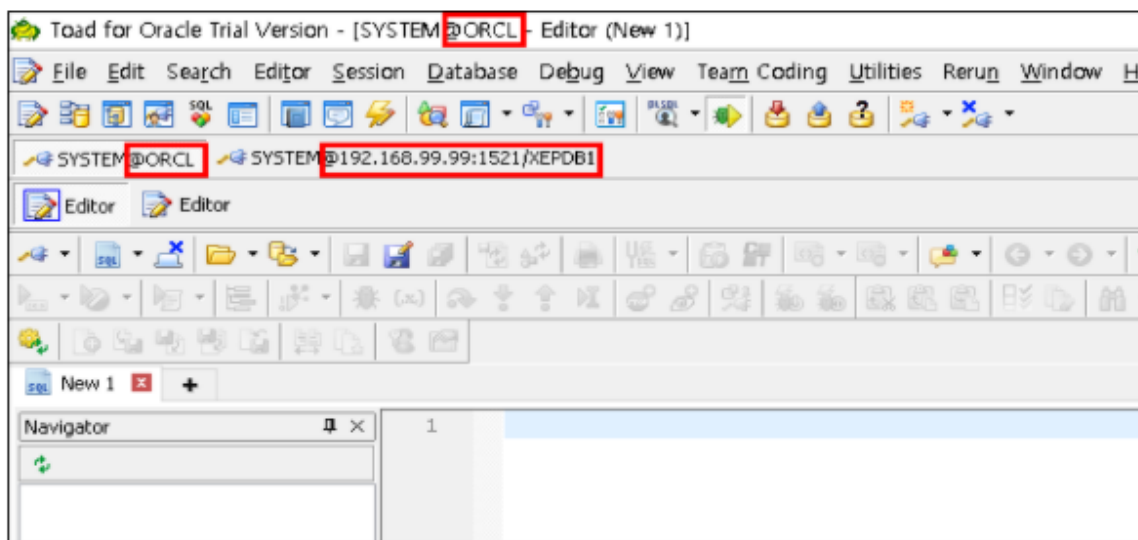 Toad for Oracle Trial Version - [SYSTEM@ORCL - Editor (New 1)]
File Edit Search Editor Session Database Debug View Team Coding Utilities Rerun Window H
SYSTEM@ORCL SYSTEM@192.168.99.99:1521/XEPDB1
Editor Editor
SQL New 1 +
Navigator 1